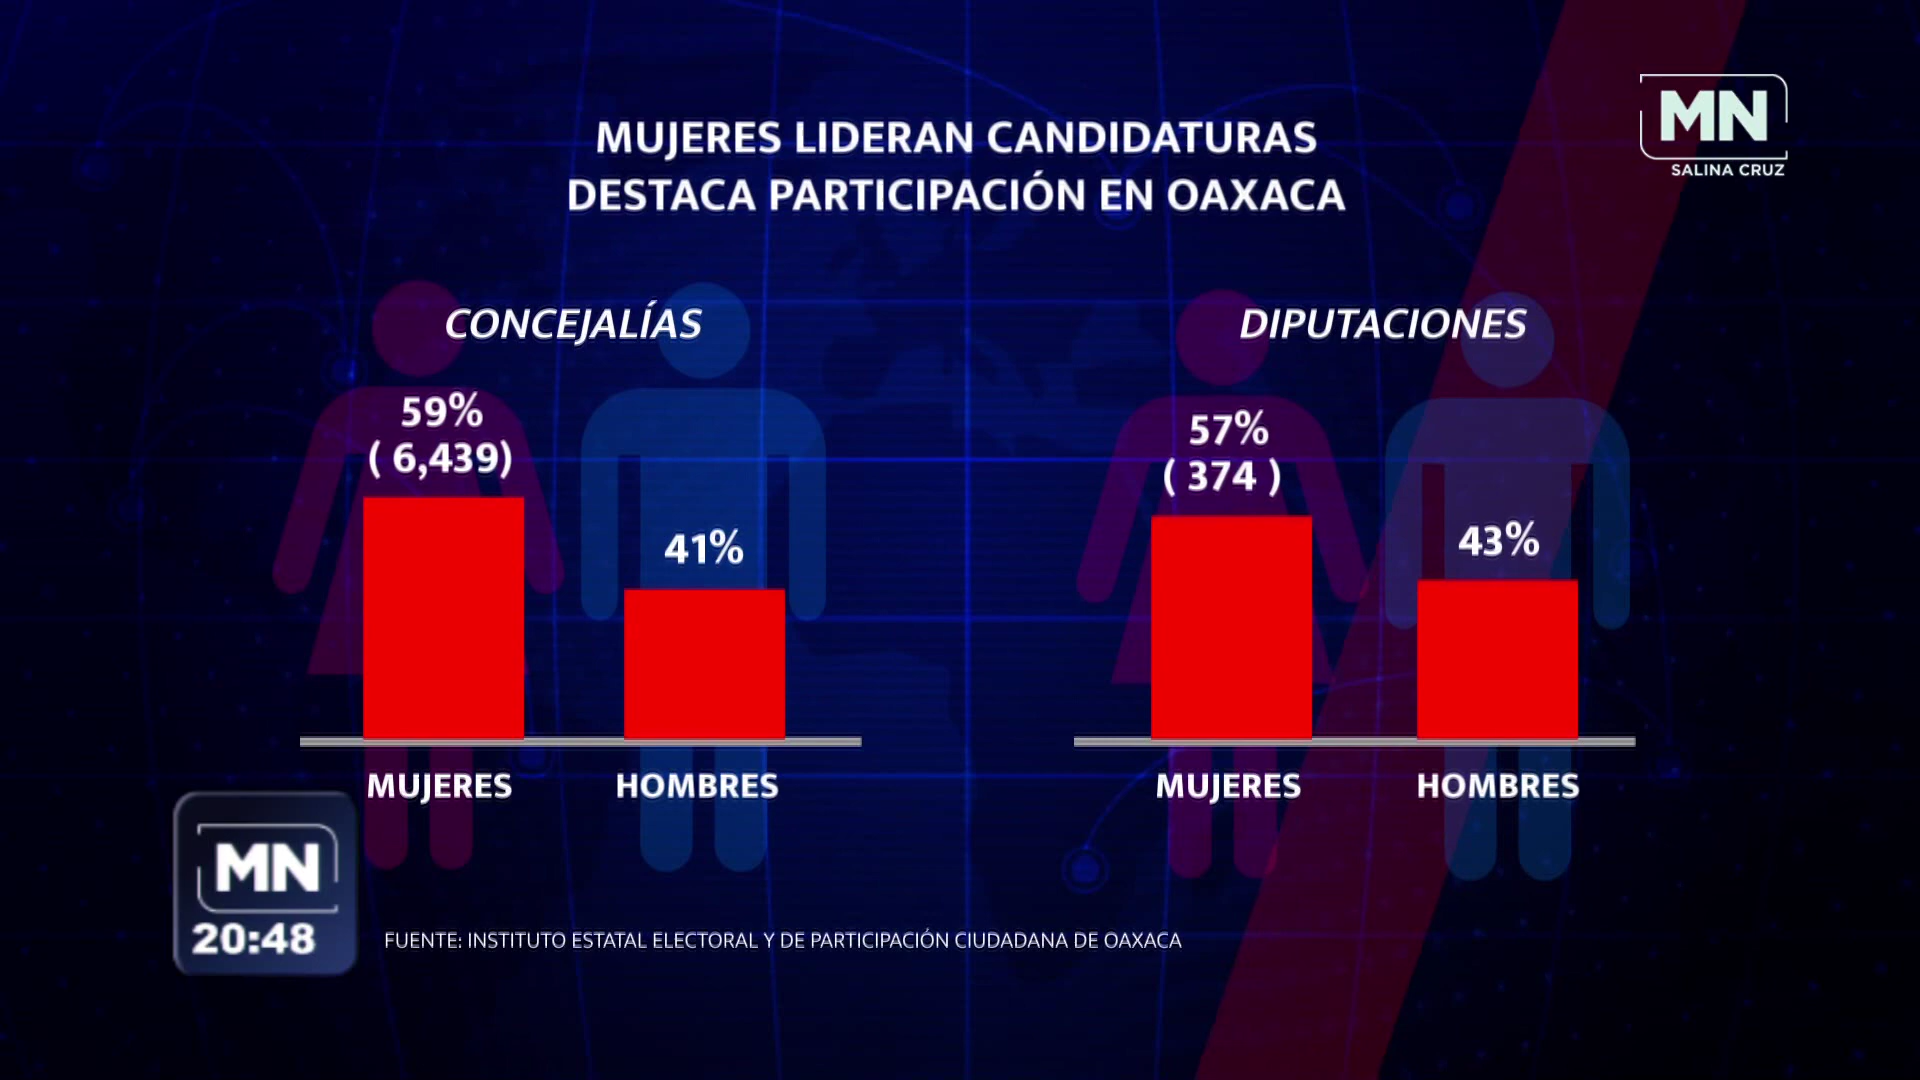 MN
SALINA CRUZ
MUJERES LIDERAN CANDIDATURAS
DESTACA PARTICIPACIÓN EN OAXACA
CONCEJALÍAS
59%
( 6,439)
41%
MUJERES
HOMBRES
DIPUTACIONES
57%
( 374 )
43%
MUJERES
HOMBRES
MN
20:48
FUENTE: INSTITUTO ESTATAL ELECTORAL Y DE PARTICIPACIÓN CIUDADANA DE OAXACA